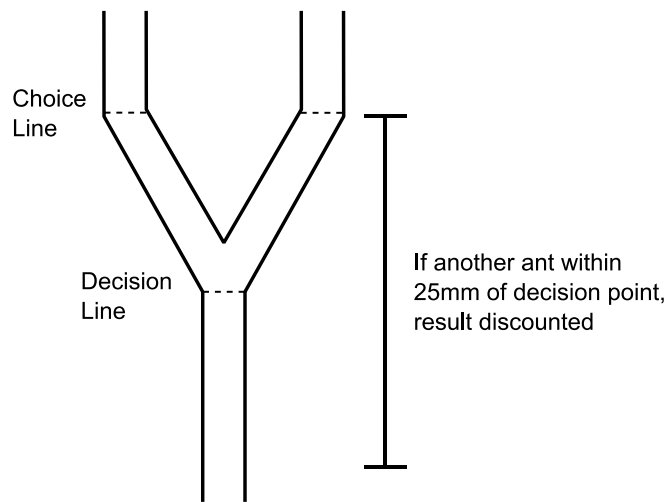 Choice
Line
Decision
Line
If another ant within
25mm of decision point,
result discounted